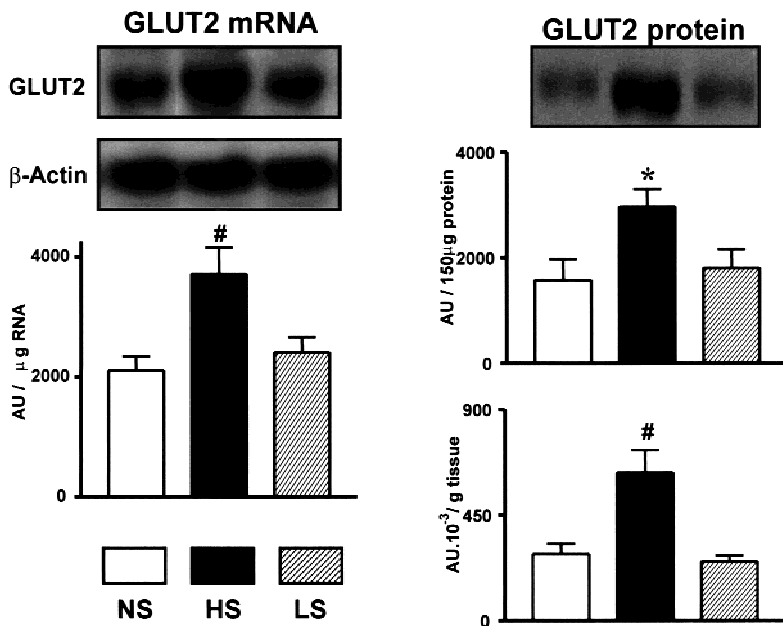 GLUT2 mRNA
GLUT2
β-Actin
#
4000
2000
0
AU / µg RNA
NS HS LS
GLUT2 protein
*
4000
2000
0
AU / 150µg protein
#
900
450
0
AU.10⁻³/ g tissue